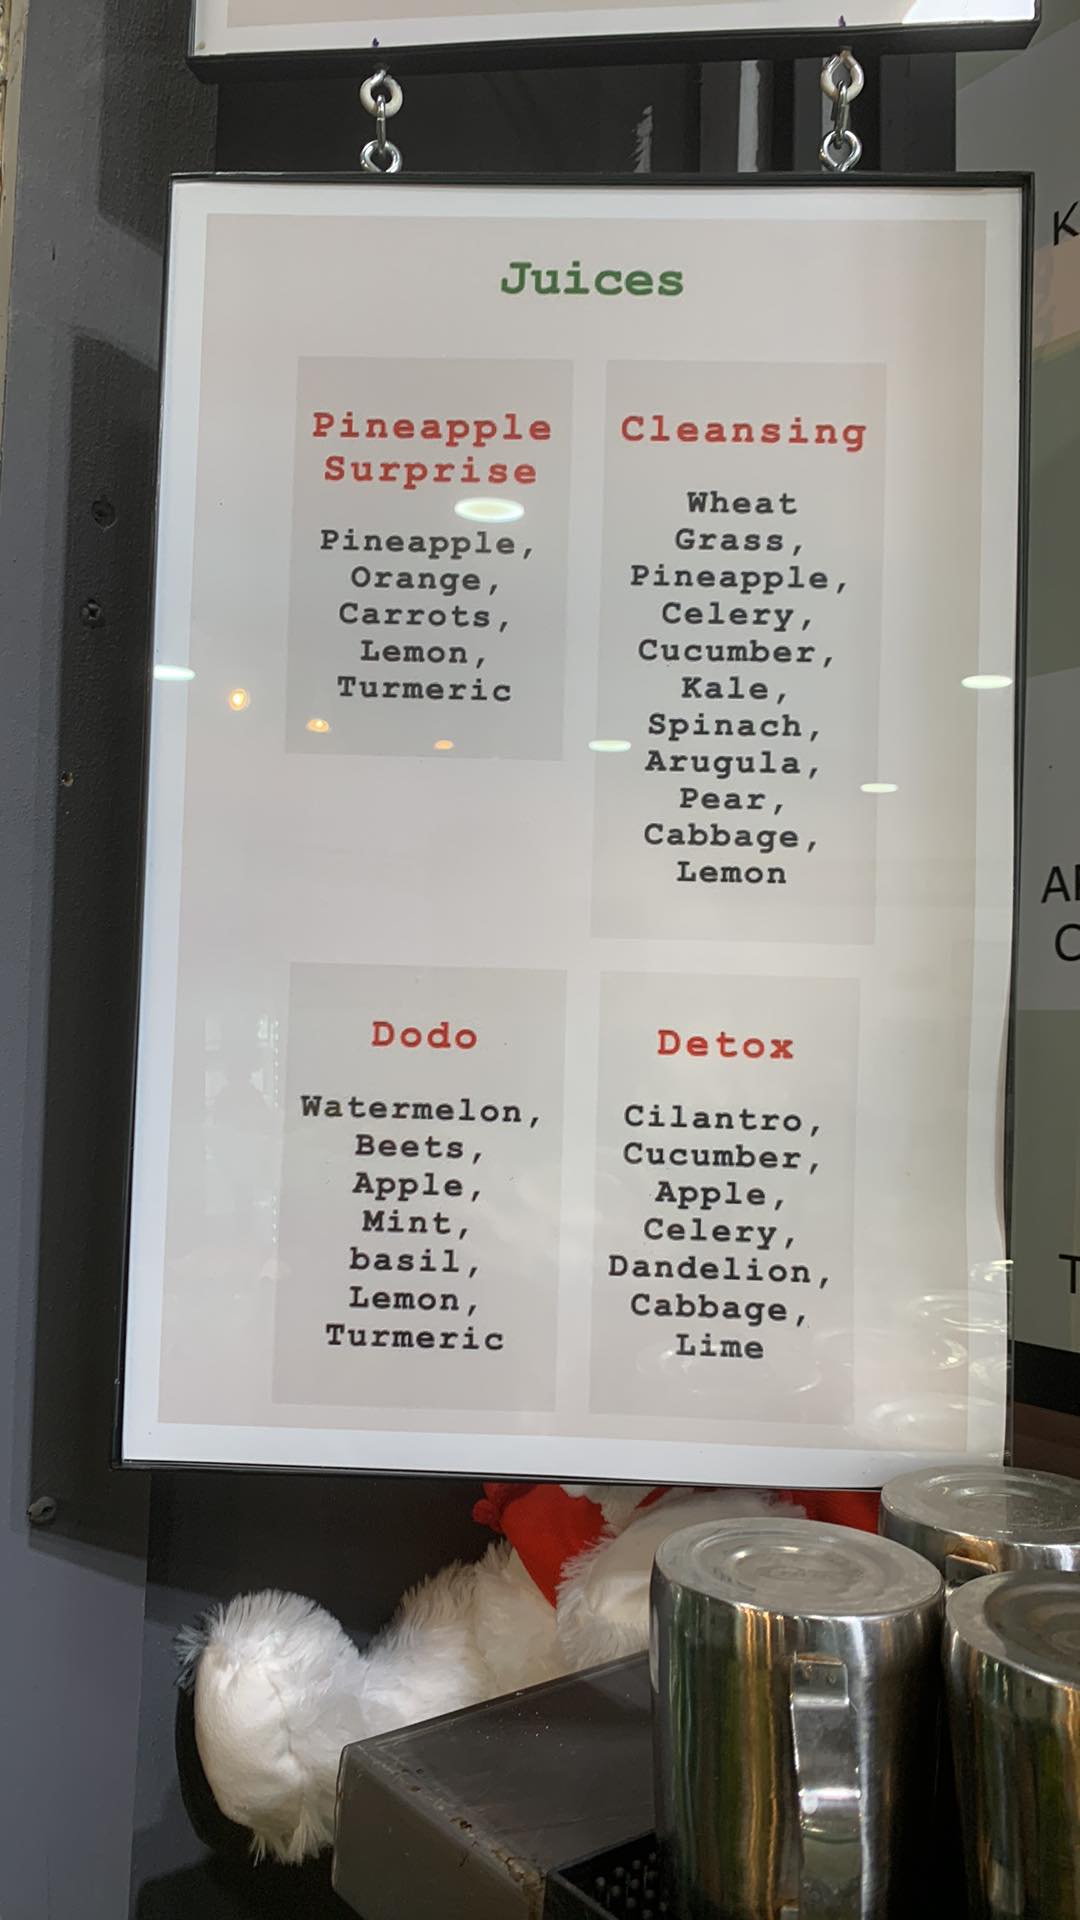 Juices
Pineapple
Surprise
Pineapple,
Orange,
Carrots,
Lemon,
Turmeric
Cleansing
Wheat
Grass,
Pineapple,
Celery,
Cucumber,
Kale,
Spinach,
Arugula,
Pear,
Cabbage,
Lemon
Dodo
Watermelon,
Beets,
Apple,
Mint,
basil,
Lemon,
Turmeric
Detox
Cilantro,
Cucumber,
Apple,
Celery,
Dandelion,
Cabbage,
Lime